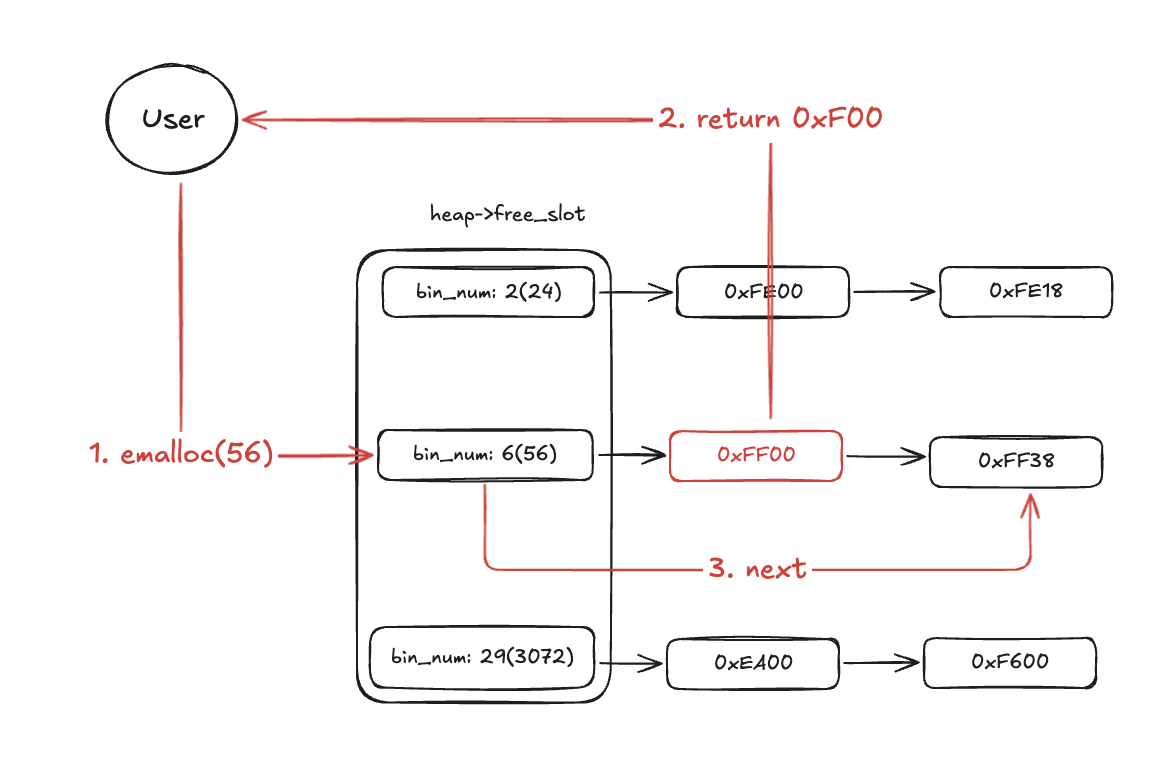 User
2. return 0xF00
heap->free_slot
bin_num: 2(24)
0xFE00
0xFE18
1. emalloc(56)
bin_num: 6(56)
0xFF00
0xFF38
3. next
bin_num: 29(3072)
0xEA00
0xF600